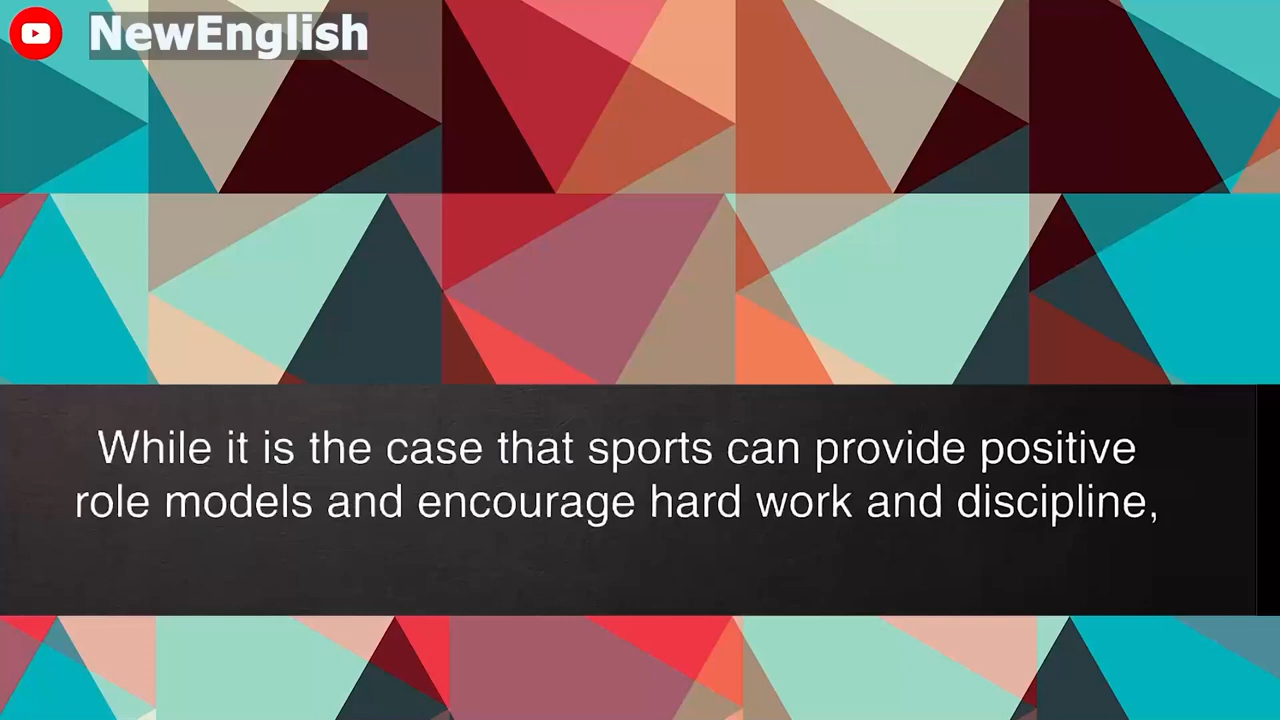 NewEnglish
While it is the case that sports can provide positive
role models and encourage hard work and discipline,